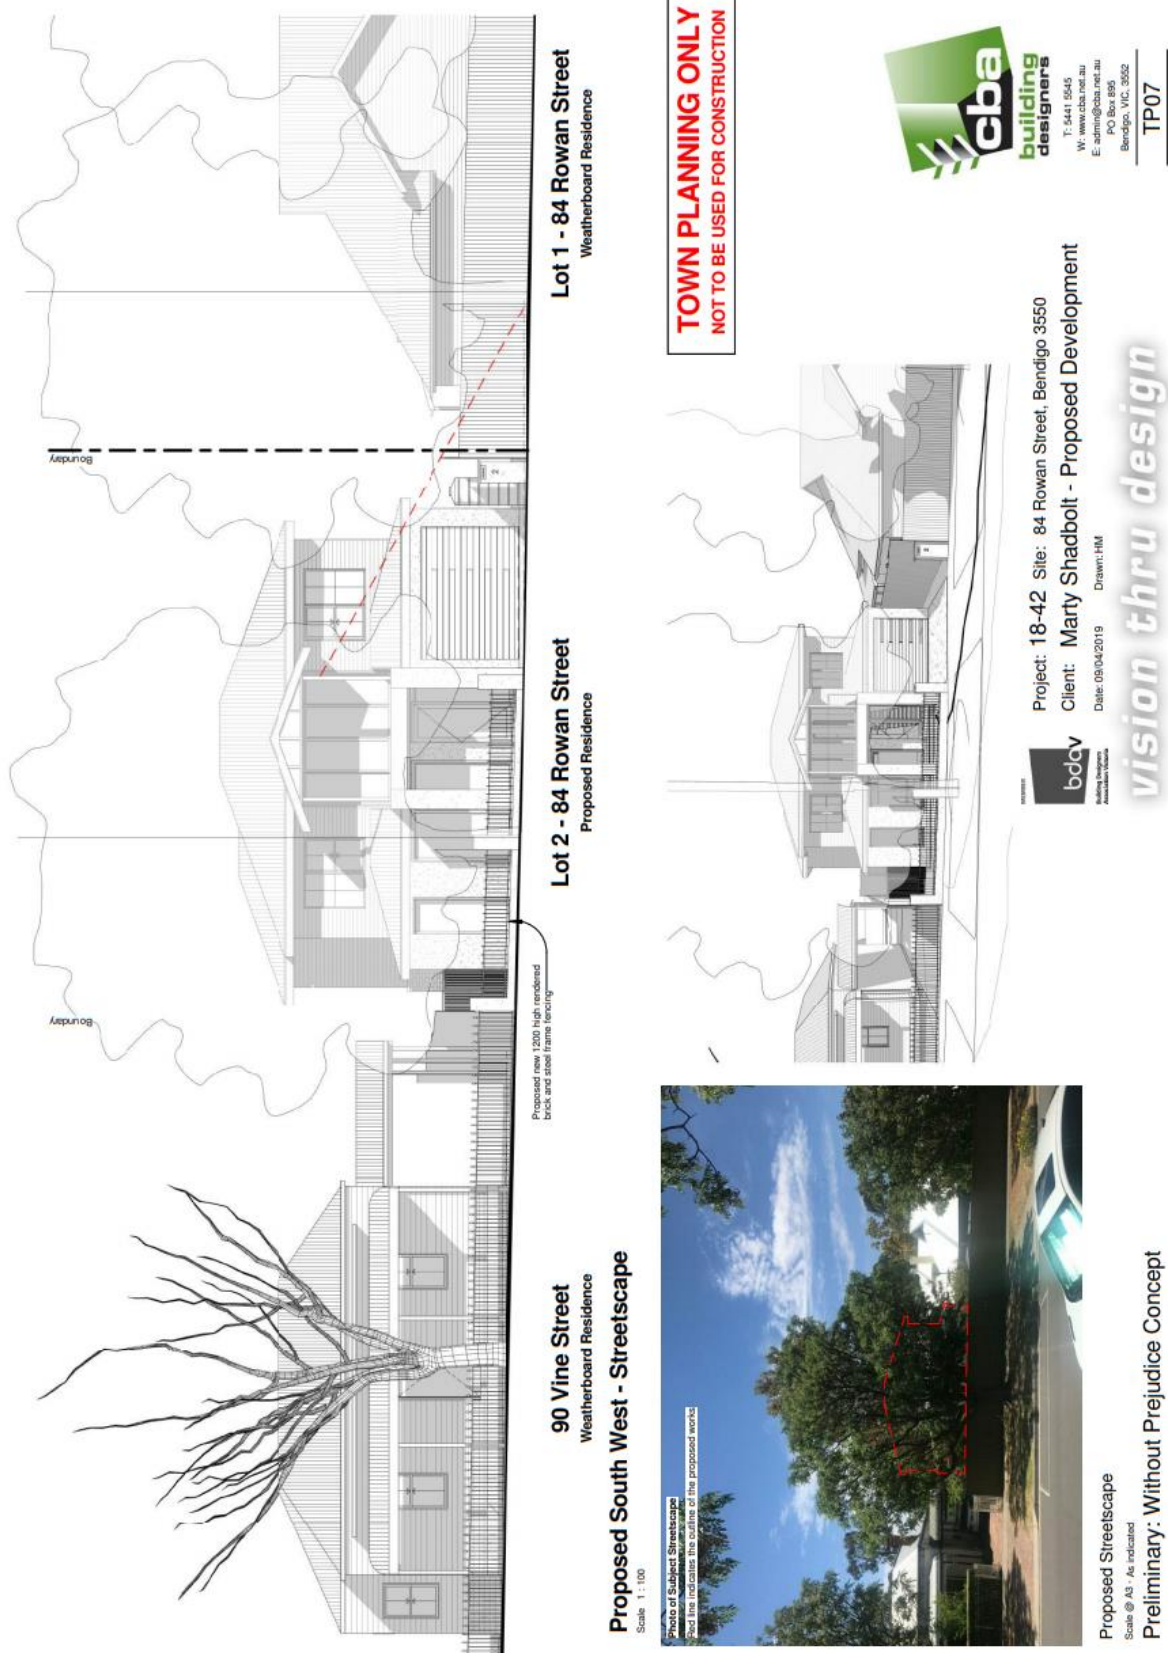 Boundary
Boundary
Proposed new 1200 high rendered
brick and steel frame fencing
90 Vine Street
Weatherboard Residence
Lot 2 - 84 Rowan Street
Proposed Residence
Lot 1 - 84 Rowan Street
Weatherboard Residence
2
Proposed South West - Streetscape
Scale 1 : 100
Photo of Subject Streetscape
Red line indicates the outline of the proposed works
TOWN PLANNING ONLY
NOT TO BE USED FOR CONSTRUCTION
Proposed Streetscape
Scale @ A3 - As indicated
Preliminary: Without Prejudice Concept
MEMBER
bdav
Building Designers
Association Victoria
Project: 18-42 Site: 84 Rowan Street, Bendigo 3550
Client: Marty Shadbolt - Proposed Development
Date: 09/04/2019 Drawn: HM
vision thru design
cba
building
designers
T: 5441 5545
W: www.cba.net.au
E: admin@cba.net.au
PO Box 895
Bendigo, VIC, 3552
TP07